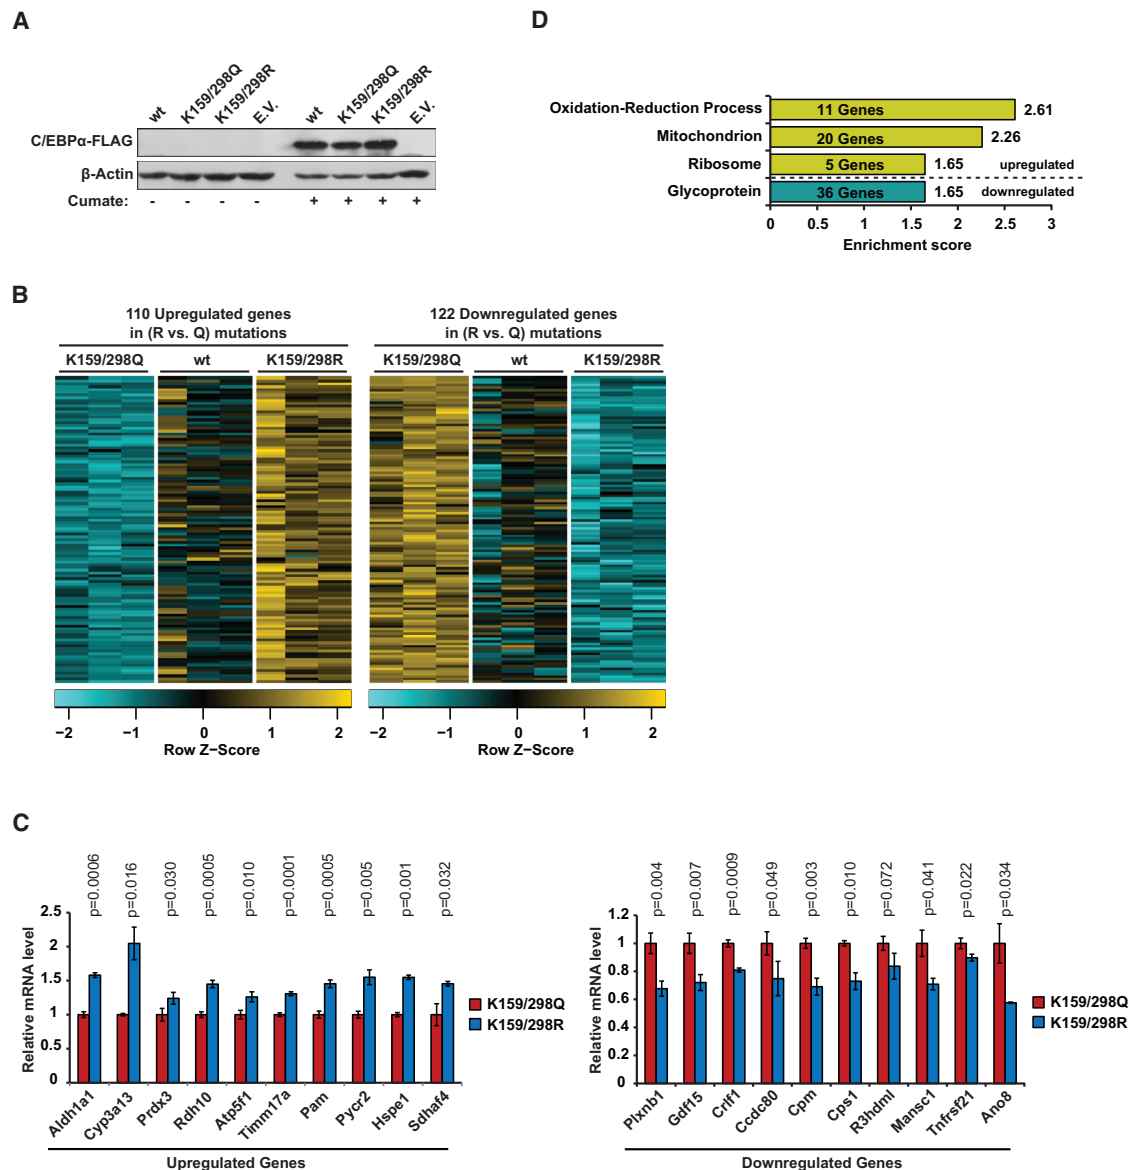 A
wt
K159/298Q
K159/298R
E.V.
wt
K159/298Q
K159/298R
E.V.
C/EBPα-FLAG
β-Actin
Cumate: - - - - + + + +
D
Oxidation-Reduction Process 11 Genes 2.61
Mitochondrion 20 Genes 2.26
Ribosome 5 Genes 1.65 upregulated
Glycoprotein 36 Genes 1.65 downregulated
0 0.5 1 1.5 2 2.5 3
Enrichment score
B
110 Upregulated genes
in (R vs. Q) mutations
K159/298Q wt K159/298R
−2 −1 0 1 2
Row Z−Score
122 Downregulated genes
in (R vs. Q) mutations
K159/298Q wt K159/298R
−2 −1 0 1 2
Row Z−Score
C
p=0.0006
p=0.016
p=0.030
p=0.0005
p=0.010
p=0.0001
p=0.0005
p=0.005
p=0.001
p=0.032
Relative mRNA level
2.5
2
1.5
1
0.5
0
K159/298Q
K159/298R
Aldh1a1
Cyp3a13
Prdx3
Rdh10
Atp5f1
Timm17a
Pam
Pycr2
Hspe1
Sdhaf4
Upregulated Genes
p=0.004
p=0.007
p=0.0009
p=0.049
p=0.003
p=0.010
p=0.072
p=0.041
p=0.022
p=0.034
Relative mRNA level
1.2
1
0.8
0.6
0.4
0.2
0
K159/298Q
K159/298R
Plxnb1
Gdf15
Crlf1
Ccdc80
Cpm
Cps1
R3hdml
Mansc1
Tnfrsf21
Ano8
Downregulated Genes